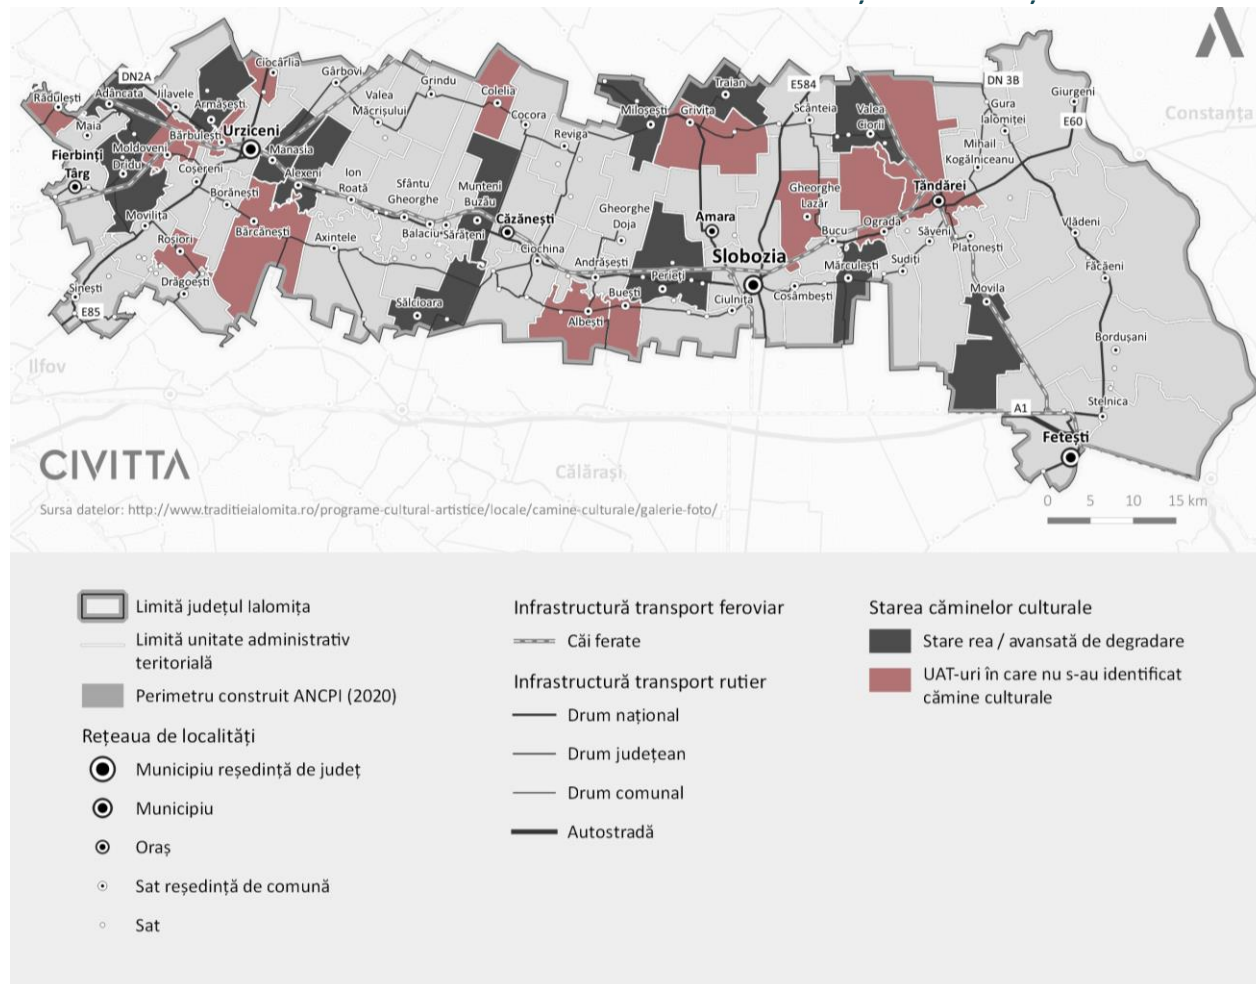 DN2A
Ciocârlia
Rădulești
Adâncata
Jilavele
Armășești
Gârbovi
Grindu
Maia
Bărbulești
Urziceni
Valea
Măcrișului
Colelia
Cocora
Reviga
Miloșești
Traian
Grivița
E584
Scânteia
Valea
Ciorii
DN 3B
Gura
Ialomiței
Giurgeni
E60
Constanța
Fierbinți
Târg
Moldoveni
Dridu
Coșereni
Manasia
Alexeni
Ion
Roată
Sfântu
Gheorghe
Munteni
Buzău
Mihail
Kogălniceanu
Borănești
Movilița
Roșiori
Bărcănești
Axintele
Balaciu
Sărățeni
Căzănești
Ciochina
Gheorghe
Doja
Amara
Gheorghe
Lazăr
Bucu
Ograda
Țăndărei
Săveni
Platonești
Vlădeni
Sinești
Drăgoești
E85
Sălcioara
Andrășești
Perieți
Slobozia
Mărculești
Sudiți
Făcăeni
Buești
Albești
Ciulnița
Cosâmbești
Movila
Bordușani
Ilfov
A1
Stelnica
Fetești
Călărași
CIVITTA
Sursa datelor: http://www.traditieialomita.ro/programe-cultural-artistice/locale/camine-culturale/galerie-foto/
0 5 10 15 km
Limită județul Ialomița
Limită unitate administrativ
teritorială
Perimetru construit ANCPI (2020)
Rețeaua de localități
Municipiu reședință de județ
Municipiu
Oraș
Sat reședință de comună
Sat
Infrastructură transport feroviar
Căi ferate
Infrastructură transport rutier
Drum național
Drum județean
Drum comunal
Autostradă
Starea căminelor culturale
Stare rea / avansată de degradare
UAT-uri în care nu s-au identificat
cămine culturale